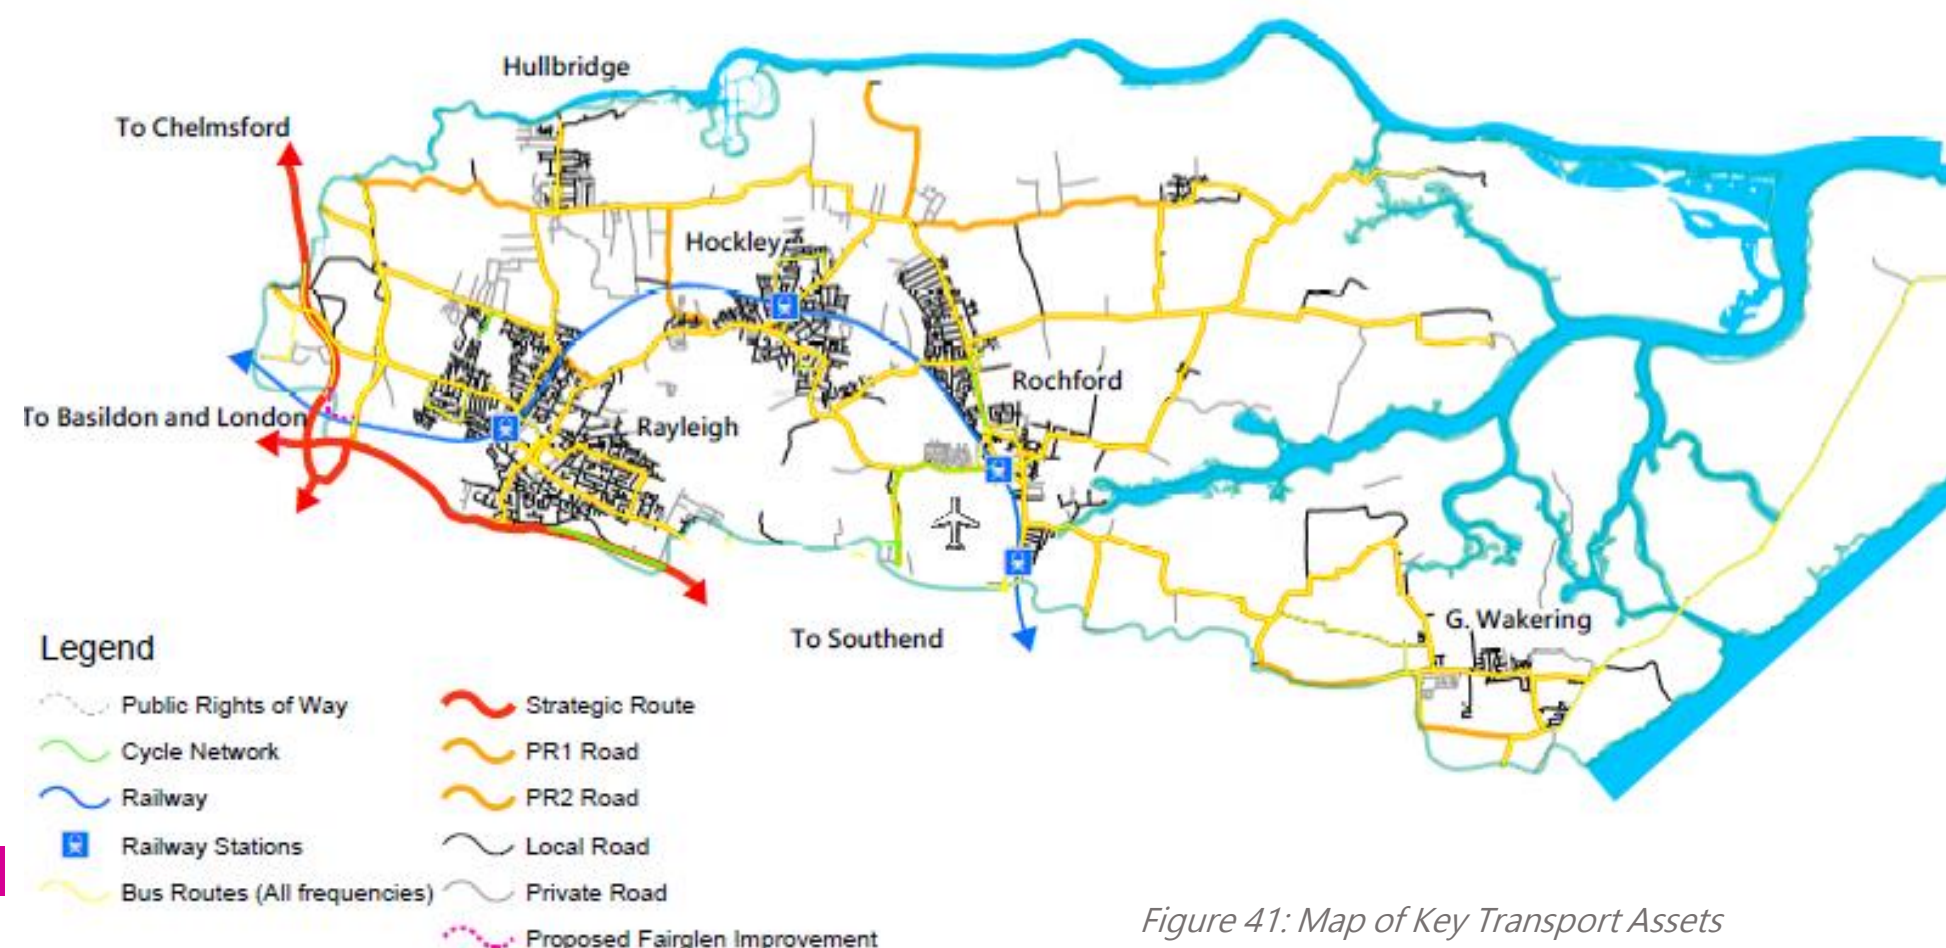 Hullbridge
To Chelmsford
Hockley
Rochford
To Basildon and London
Rayleigh
G. Wakering
To Southend
Legend
Public Rights of Way
Cycle Network
Railway
Railway Stations
Bus Routes (All frequencies)
Strategic Route
PR1 Road
PR2 Road
Local Road
Private Road
Proposed Fairglen Improvement
Figure 41: Map of Key Transport Assets